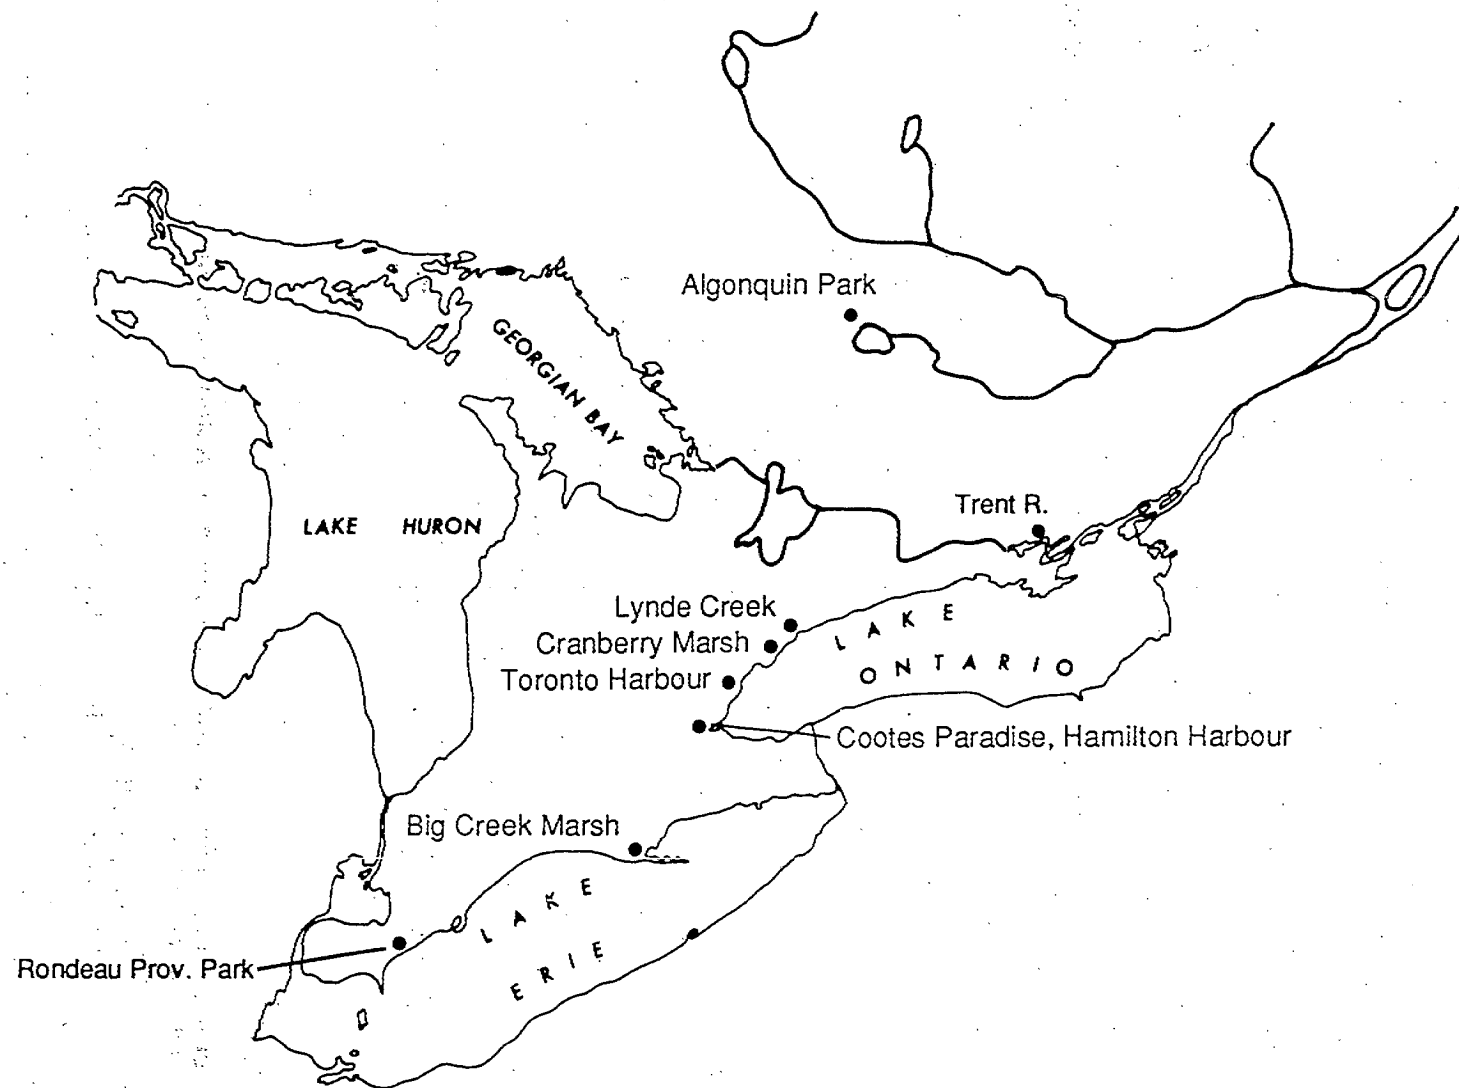 Algonquin Park
GEORGIAN BAY
Trent R.
LAKE HURON
Lynde Creek
LAKE
Cranberry Marsh
ONTARIO
Toronto Harbour
Cootes Paradise, Hamilton Harbour
Big Creek Marsh
LAKE
ERIE
Rondeau Prov. Park